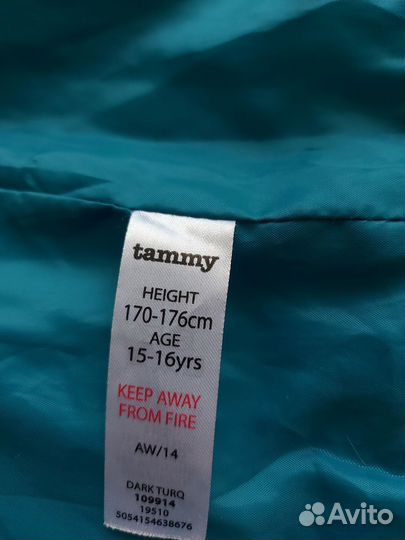 tammy
HEIGHT
170-176cm
AGE
15-16yrs
KEEP AWAY
FROM FIRE
AW/14
DARK TURQ
109914
19510
5054154638676
Avito